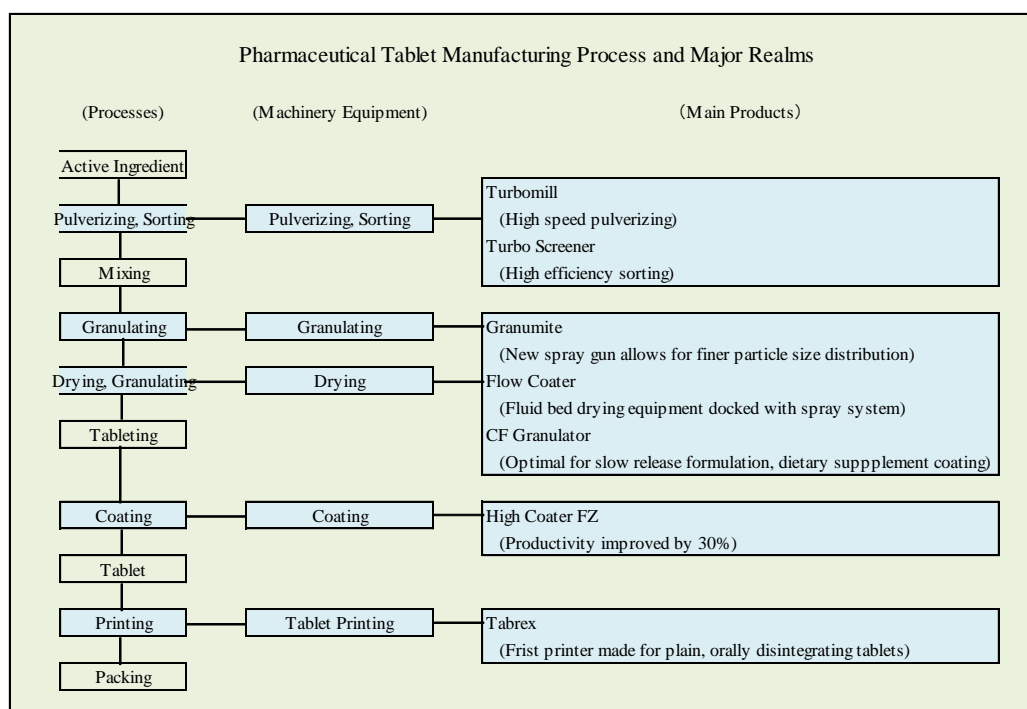 Pharmaceutical Tablet Manufacturing Process and Major Realms
(Processes)
(Machinery Equipment)
（Main Products）
Active Ingredient
Pulverizing, Sorting
Pulverizing, Sorting
Turbomill
(High speed pulverizing)
Turbo Screener
(High efficiency sorting)
Mixing
Granulating
Granulating
Granumite
(New spray gun allows for finer particle size distribution)
Drying, Granulating
Drying
Flow Coater
(Fluid bed drying equipment docked with spray system)
Tableting
CF Granulator
(Optimal for slow release formulation, dietary suppplement coating)
Coating
Coating
High Coater FZ
(Productivity improved by 30%)
Tablet
Printing
Tablet Printing
Tabrex
(Frist printer made for plain, orally disintegrating tablets)
Packing